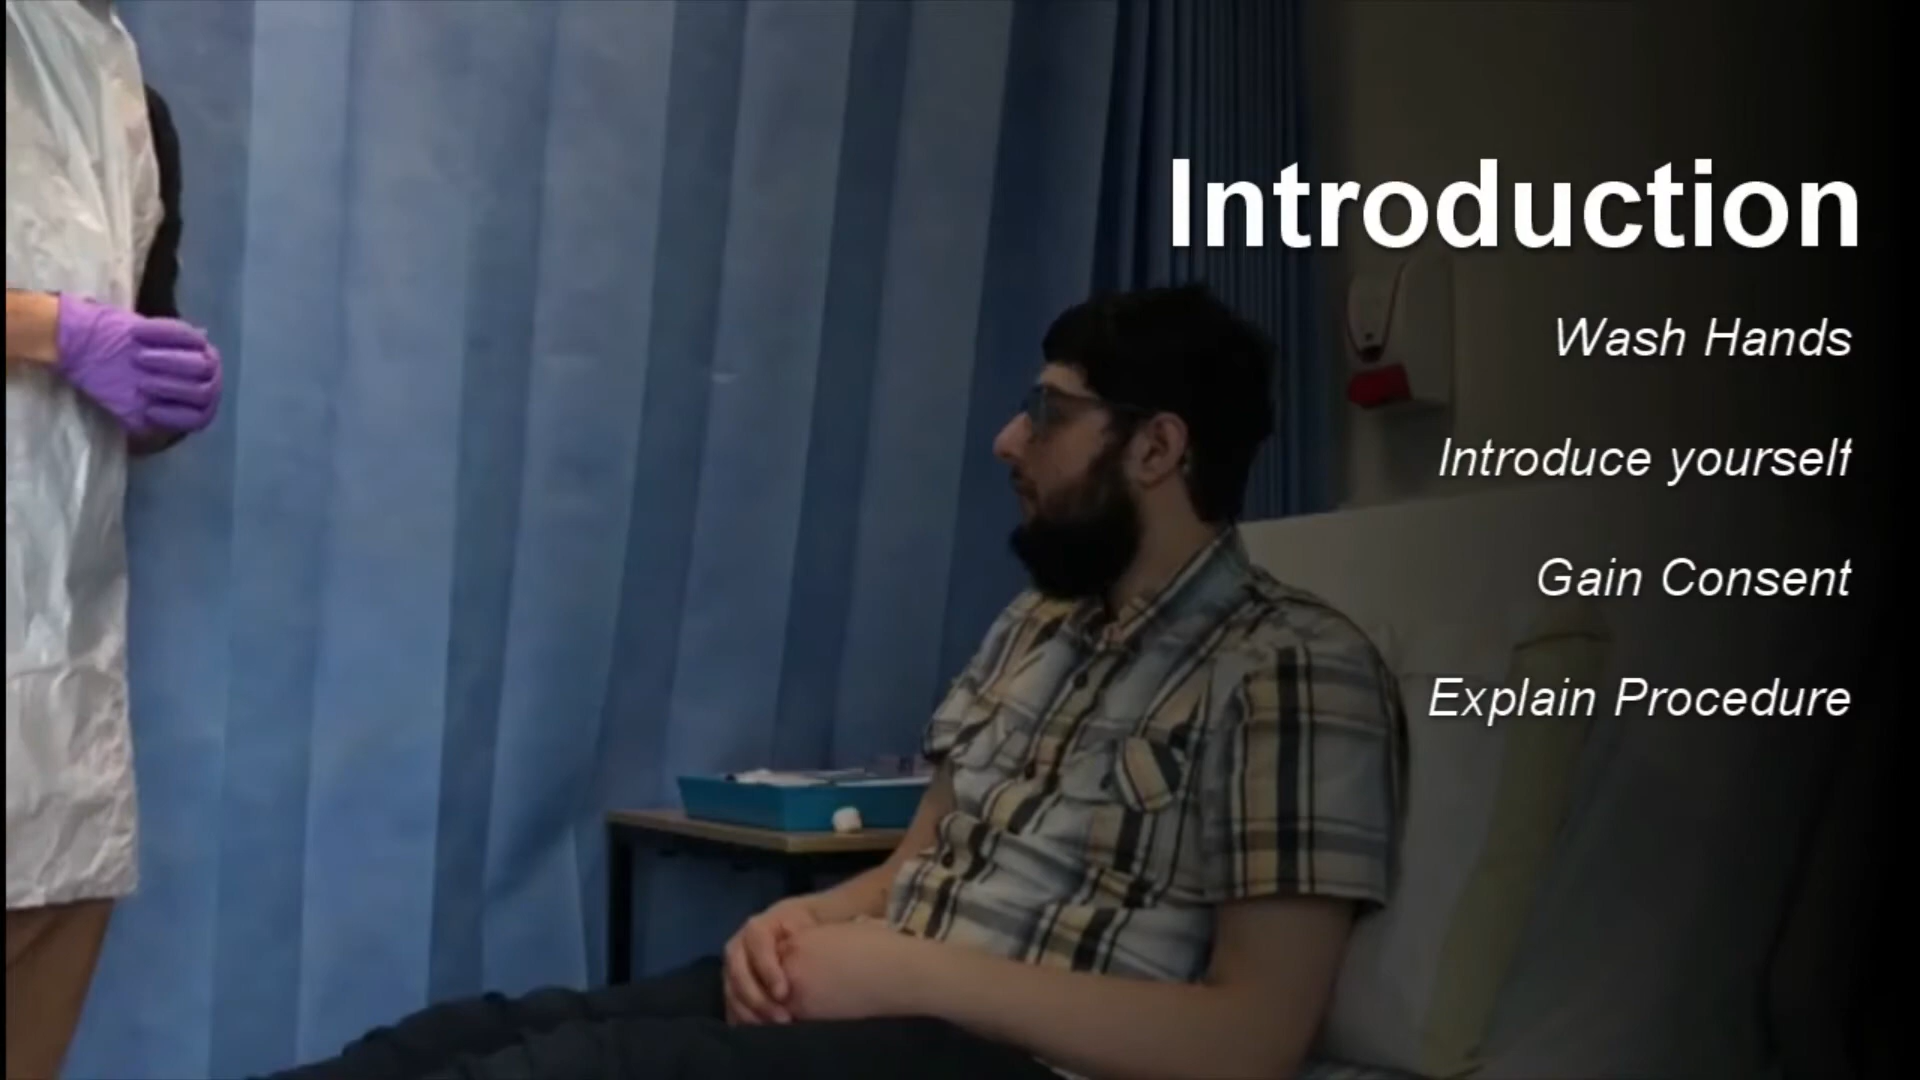 Introduction
Wash Hands
Introduce yourself
Gain Consent
Explain Procedure